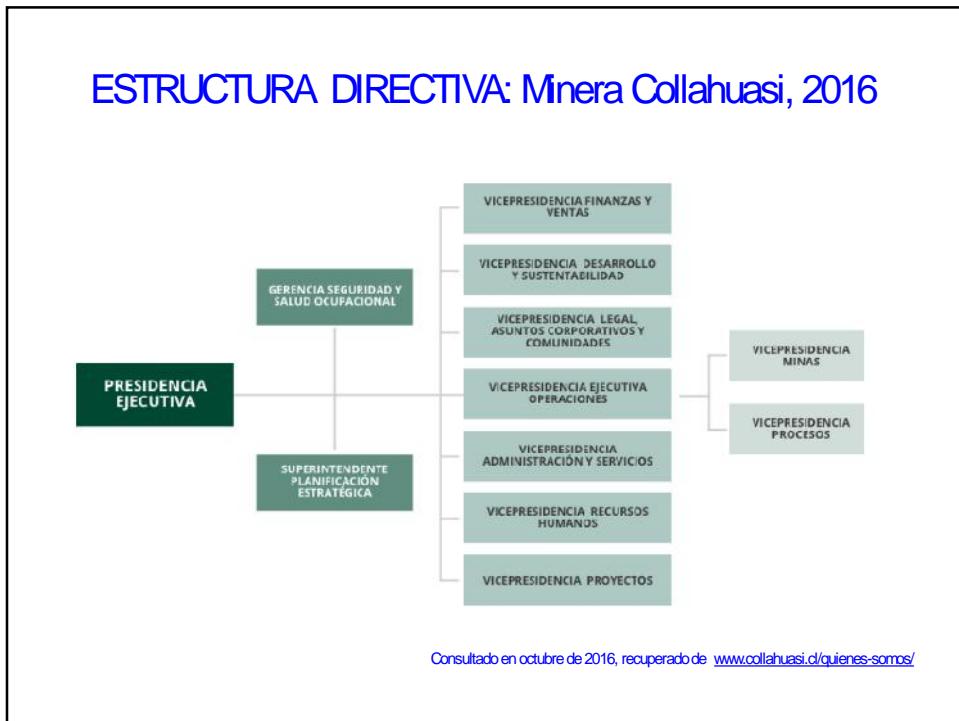 ESTRUCTURA DIRECTIVA: Minera Collahuasi, 2016
PRESIDENCIA
EJECUTIVA
GERENCIA SEGURIDAD Y
SALUD OCUFACIONAL
SUPERINTENDENTE
PLANIFICACIÓN
ESTRATÉGICA
VICEPRESIDENCIA FINANZAS Y
VENTAS
VICEPRESIDENCIA DESARROLLO
Y SUSTENTABILIDAD
VICEPRESIDENCIA LEGAL,
ASUNTOS CORPORATIVOS Y
COMUNIDADES
VICEPRESIDENCIA EJECUTIVA
OPERACIONES
VICEPRESIDENCIA
ADMINISTRACIÓN Y SERVICIOS
VICEPRESIDENCIA RECURSOS
HUMANOS
VICEPRESIDENCIA PROYECTOS
VICEPRESIDENCIA
MINAS
VICEPRESIDENCIA
PROCESOS
Consultado en octubre de 2016, recuperado de www.collahuasi.cl/quienes-somos/